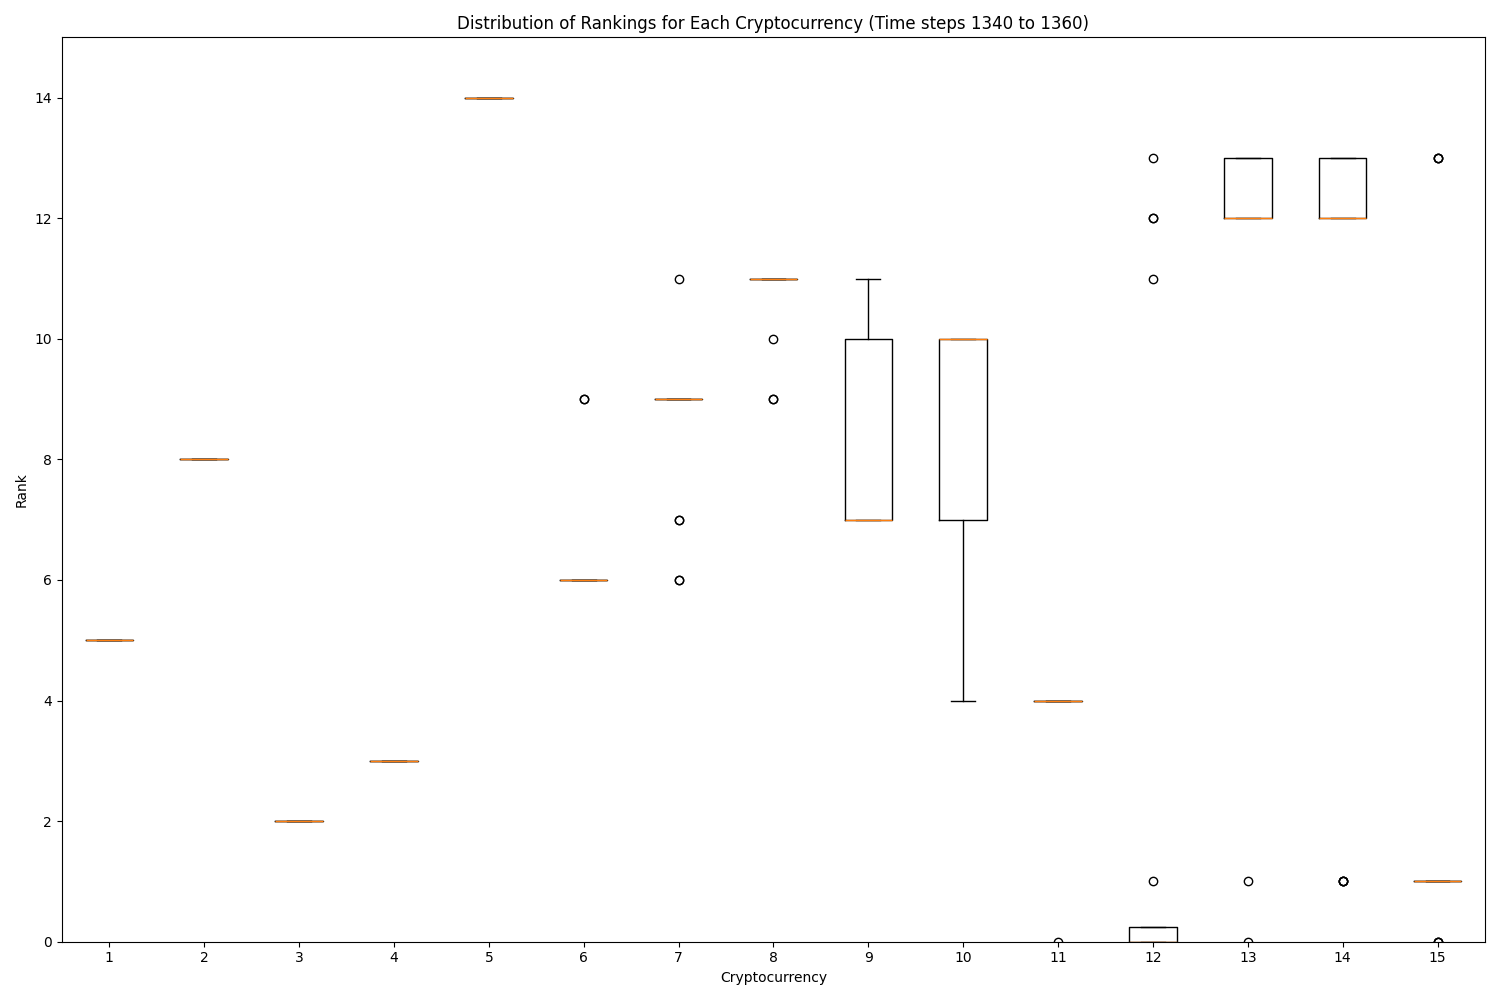 Distribution of Rankings for Each Cryptocurrency (Time steps 1340 to 1360)
14
12
10
8
6
4
2
0
Rank
1 2 3 4 5 6 7 8 9 10 11 12 13 14 15
Cryptocurrency